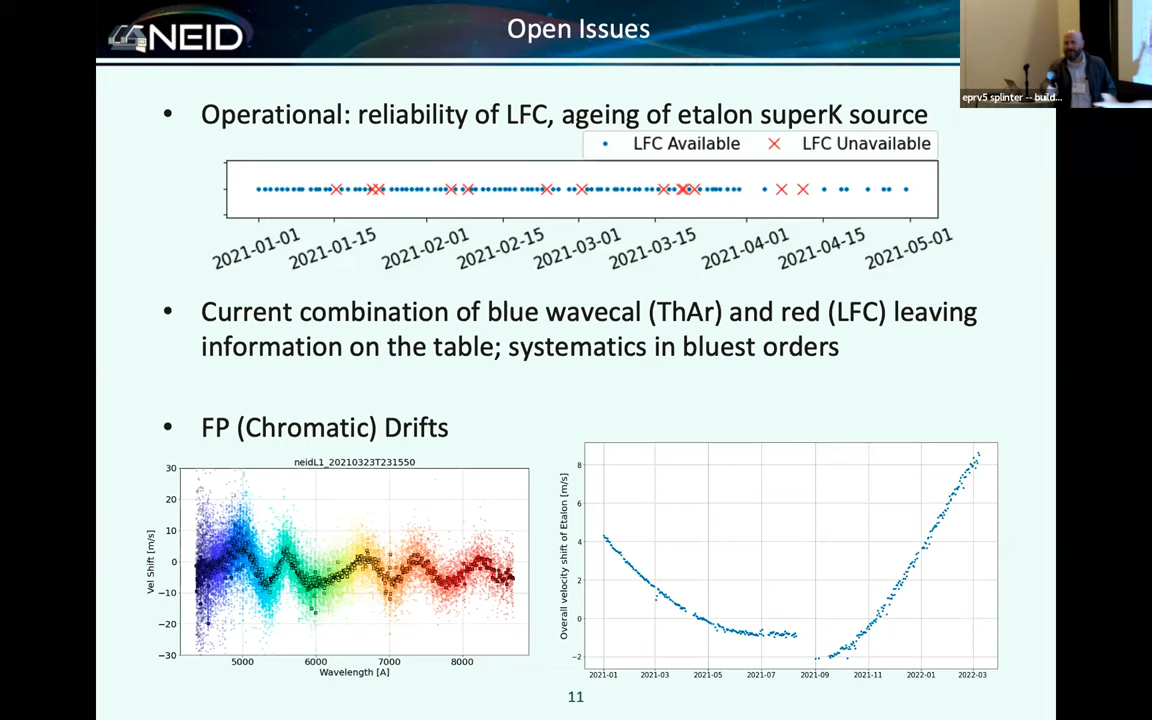 NEID
Open Issues
eprv5 splinter -- build...
• Operational: reliability of LFC, ageing of etalon superK source
LFC Available LFC Unavailable
2021-01-01 2021-01-15 2021-02-01 2021-02-15 2021-03-01 2021-03-15 2021-04-01 2021-04-15 2021-05-01
• Current combination of blue wavecal (ThAr) and red (LFC) leaving
information on the table; systematics in bluest orders
• FP (Chromatic) Drifts
neidL1_20210323T231550
Vel Shift [m/s]
30
20
10
0
−10
−20
−30
5000 6000 7000 8000
Wavelength [A]
Overall velocity shift of Etalon [m/s]
8
6
4
2
0
−2
2021-01 2021-03 2021-05 2021-07 2021-09 2021-11 2022-01 2022-03
11